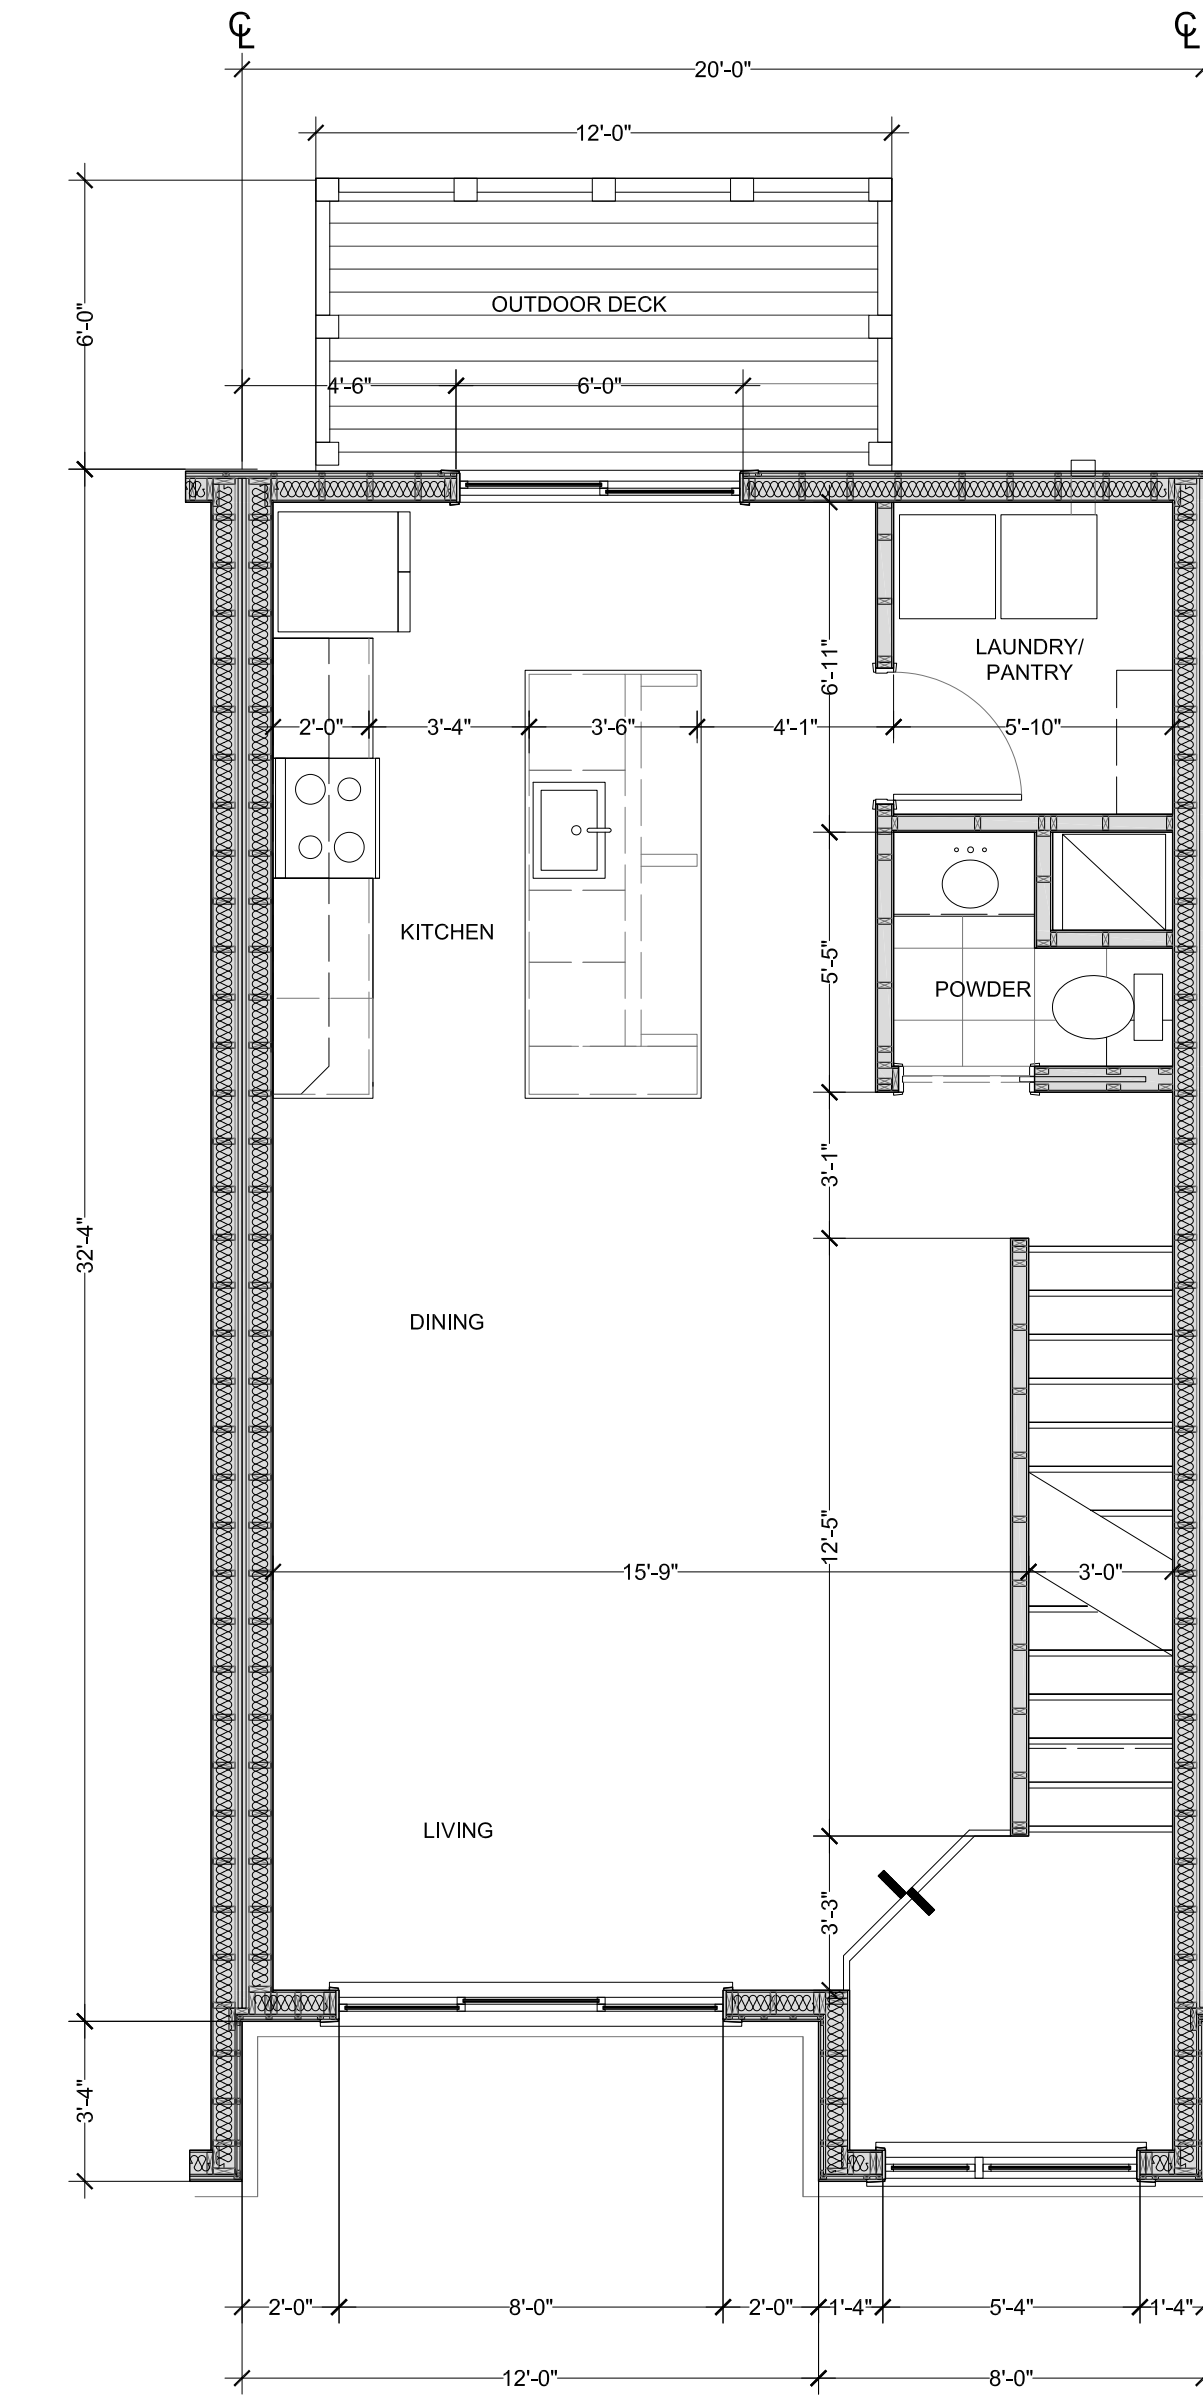 ℄ ℄
20'-0"
12'-0"
6'-0"
OUTDOOR DECK
4'-6" 6'-0"
LAUNDRY/
PANTRY
6'-11"
2'-0" 3'-4" 3'-6" 4'-1" 5'-10"
KITCHEN
5'-5"
POWDER
3'-1"
32'-4"
DINING
12'-5"
15'-9" 3'-0"
LIVING
3'-3"
3'-4"
2'-0" 8'-0" 2'-0" 1'-4" 5'-4" 1'-4"
12'-0" 8'-0"